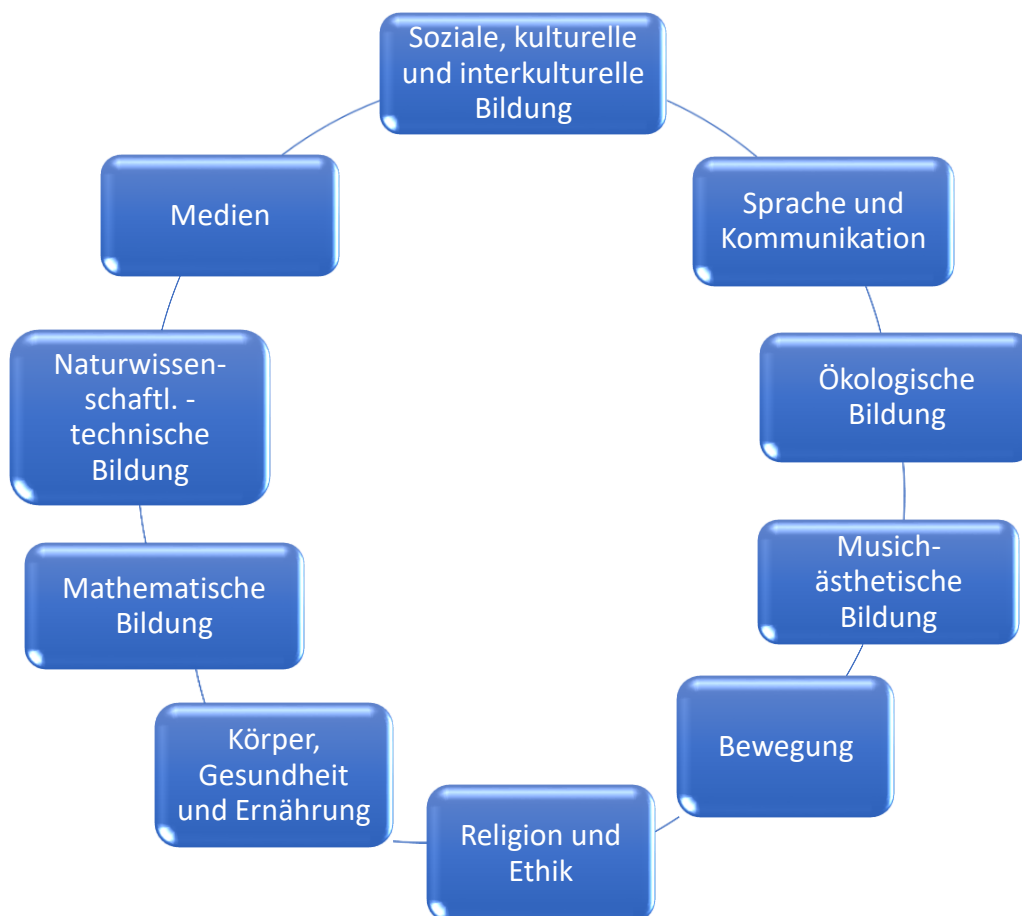 Soziale, kulturelle
und interkulturelle
Bildung
Sprache und
Kommunikation
Ökologische
Bildung
Musich-
ästhetische
Bildung
Bewegung
Religion und
Ethik
Körper,
Gesundheit
und Ernährung
Mathematische
Bildung
Naturwissen-
schaftl. -
technische
Bildung
Medien